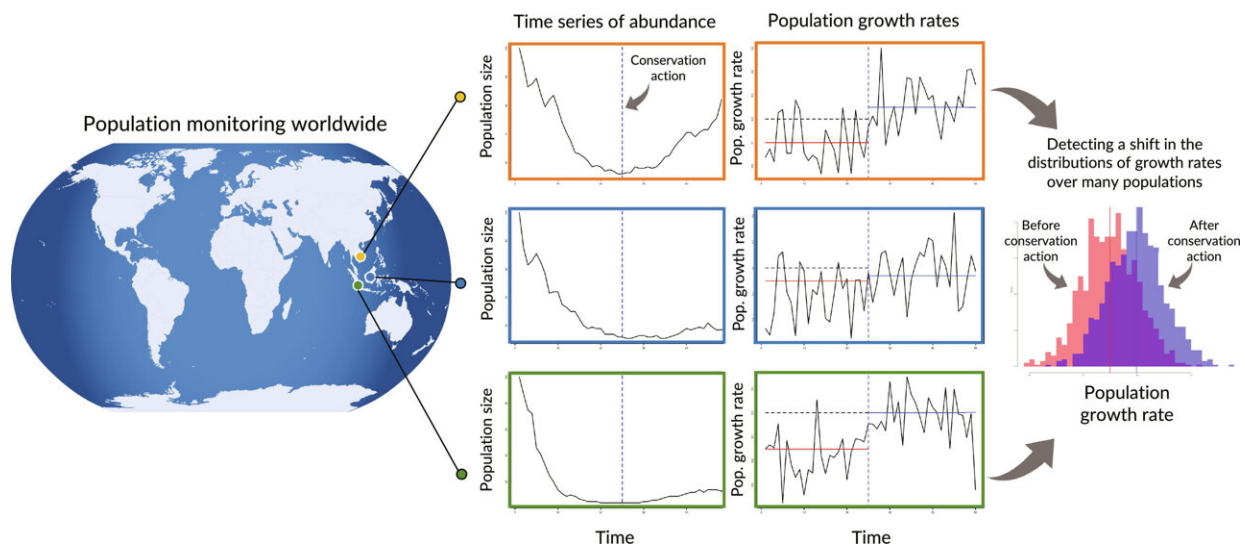 Time series of abundance
Population growth rates
Population monitoring worldwide
Population size
Conservation
action
Pop. growth rate
Population size
Pop. growth rate
Population size
Pop. growth rate
Time
Time
Detecting a shift in the
distributions of growth rates
over many populations
Before
conservation
action
After
conservation
action
Population
growth rate